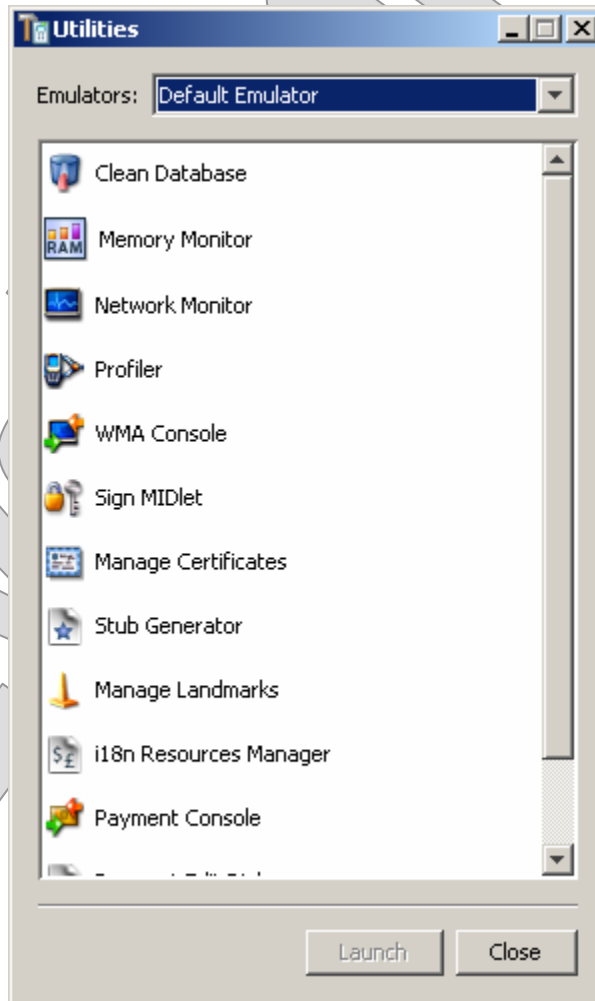 Utilities
Emulators: Default Emulator
Clean Database
RAM Memory Monitor
Network Monitor
Profiler
WMA Console
Sign MIDlet
Manage Certificates
Stub Generator
Manage Landmarks
i18n Resources Manager
Payment Console
Launch Close